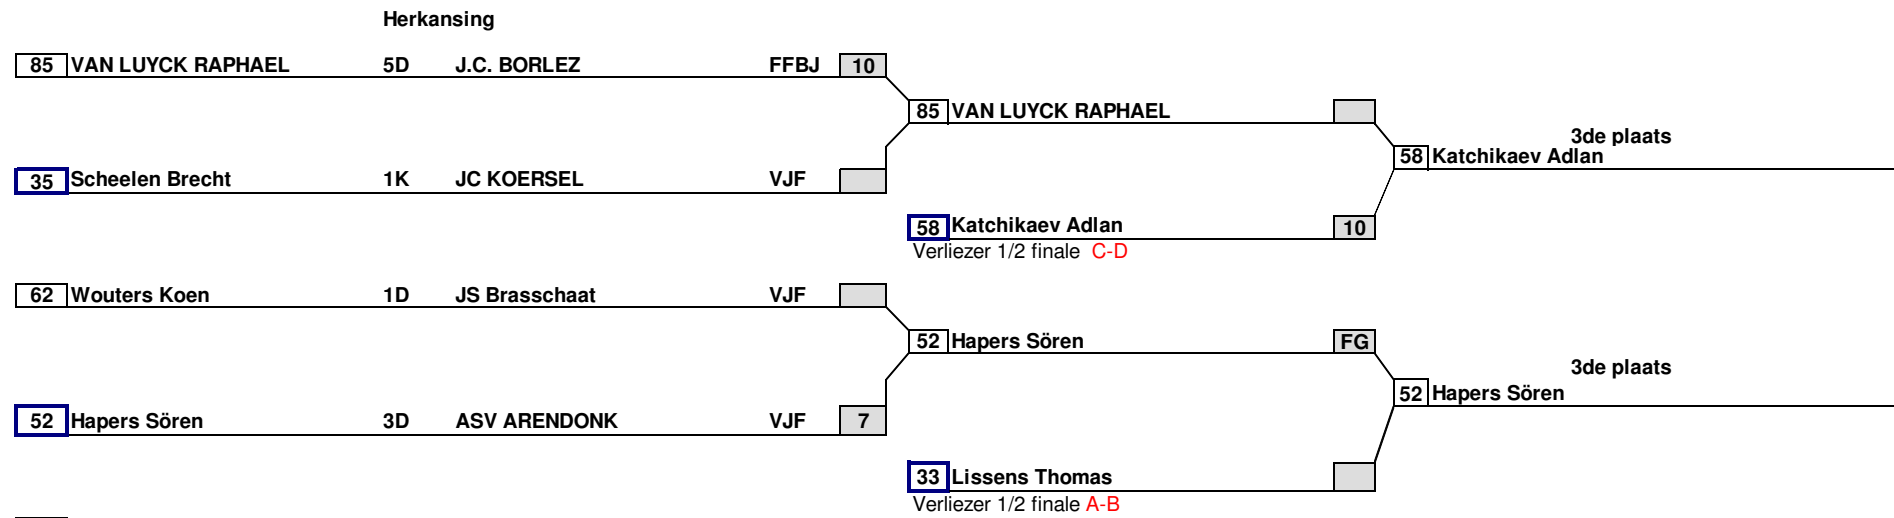 Herkansing
85 VAN LUYCK RAPHAEL 5D J.C. BORLEZ FFBJ 10
85 VAN LUYCK RAPHAEL
3de plaats
58 Katchikaev Adlan
35 Scheelen Brecht 1K JC KOERSEL VJF
58 Katchikaev Adlan 10
Verliezer 1/2 finale C-D
62 Wouters Koen 1D JS Brasschaat VJF
52 Hapers Sören FG
3de plaats
52 Hapers Sören
52 Hapers Sören 3D ASV ARENDONK VJF 7
33 Lissens Thomas
Verliezer 1/2 finale A-B